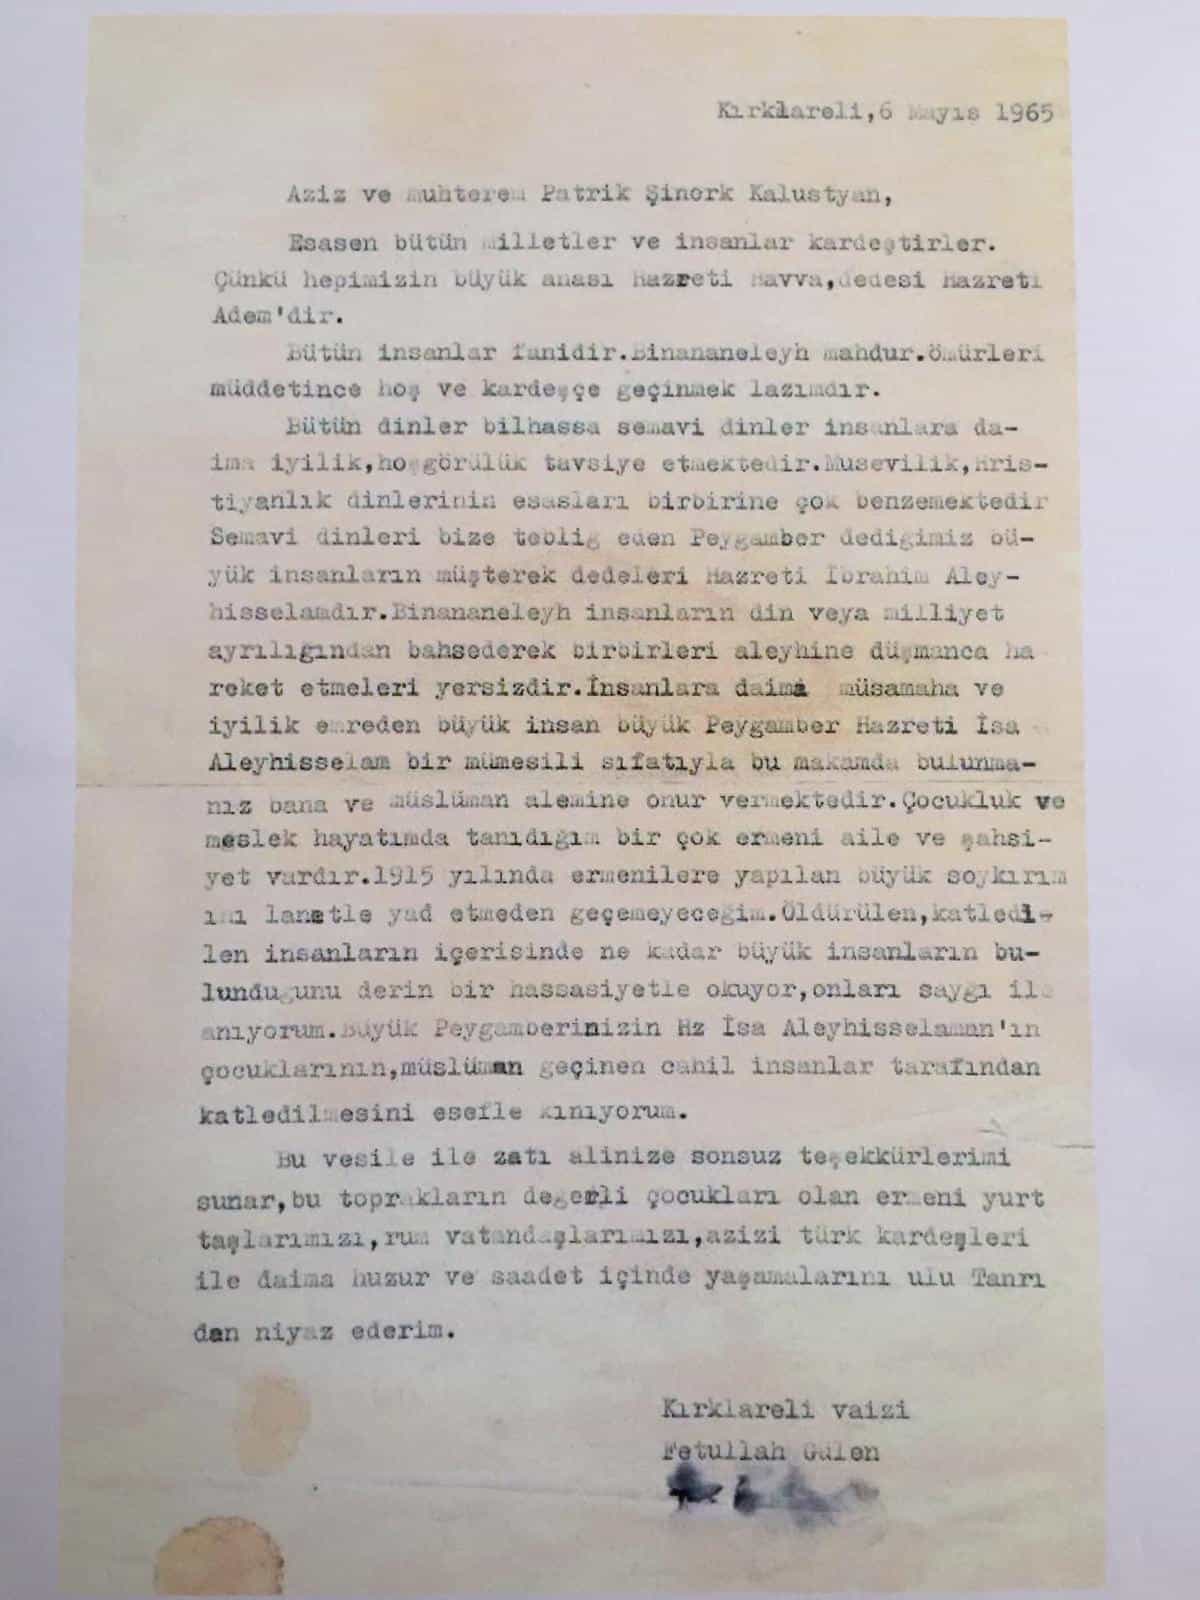 Kırklareli,6 Mayıs 1965
Aziz ve muhterem Patrik Şinork Kalustyan,
Esasen bütün milletler ve insanlar kardeştirler.
Çünkü hepimizin büyük anası Hazreti Havva,dedesi Hazreti
Adem'dir.
Bütün insanlar fanidir.Binananeleyh mahdur.Ömürleri
müddetince hoş ve kardeşçe geçinmek lazımdır.
Bütün dinler bilhassa semavi dinler insanlara da-
ima iyilik,hoşgörülük tavsiye etmektedir.Musevilik,Hris-
tiyanlık dinlerinin esasları birbirine çok benzemektedir
Semavi dinleri bize teblig eden Peygamber dedigimiz bü-
yük insanların müşterek dedeleri Hazreti İbrahim Aley-
hisselamdır.Binananeleyh insanların din veya milliyet
ayrılıgından bahsederek birbirleri aleyhine düşmanca ha
reket etmeleri yersizdir.İnsanlara daima müsamaha ve
iyilik emreden büyük insan büyük Peygamber Hazreti İsa
Aleyhisselam bir mümesili sıfatıyla bu makamda bulunma-
nız bana ve müslüman alemine onur vermektedir.Çocukluk ve
meslek hayatımda tanıdığım bir çok ermeni aile ve şahsi-
yet vardır.1915 yılında ermenilere yapılan büyük soykırım
ını lanetle yad etmeden geçemeyecegim.Öldürülen,katledi-
len insanların içerisinde ne kadar büyük insanların bu-
lundugunu derin bir hassasiyetle okuyor,onları saygı ile
anıyorum.Büyük Peygamberinizin Hz İsa Aleyhisselaman'ın
çocuklarının,müslüman geçinen cahil insanlar tarafından
katledilmesini esefle kınıyorum.
Bu vesile ile zatı alinize sonsuz teşekkürlerimi
sunar,bu toprakların degerli çocukları olan ermeni yurt
taşlarımızı,rum vatandaşlarımızı,azizi türk kardeşleri
ile daima huzur ve saadet içinde yaşamalarını ulu Tanrı
dan niyaz ederim.
Kırklareli vaizi
Fetullah Gülen